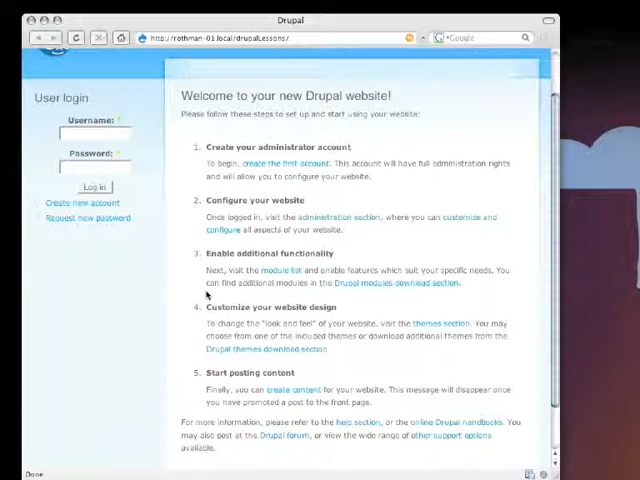 Drupal
http://rothman-01.local/drupalLessons/
Google
User login
Username: *
Password: *
Log in
Create new account
Request new password
Welcome to your new Drupal website!
Please follow these steps to set up and start using your website:
1. Create your administrator account
To begin, create the first account. This account will have full administration rights
and will allow you to configure your website.
2. Configure your website
Once logged in, visit the administration section, where you can customize and
configure all aspects of your website.
3. Enable additional functionality
Next, visit the module list and enable features which suit your specific needs. You
can find additional modules in the Drupal modules download section.
4. Customize your website design
To change the "look and feel" of your website, visit the themes section. You may
choose from one of the included themes or download additional themes from the
Drupal themes download section
5. Start posting content
Finally, you can create content for your website. This message will disappear once
you have promoted a post to the front page.
For more information, please refer to the help section, or the online Drupal handbooks. You
may also post at the Drupal forum, or view the wide range of other support options
available.
Done